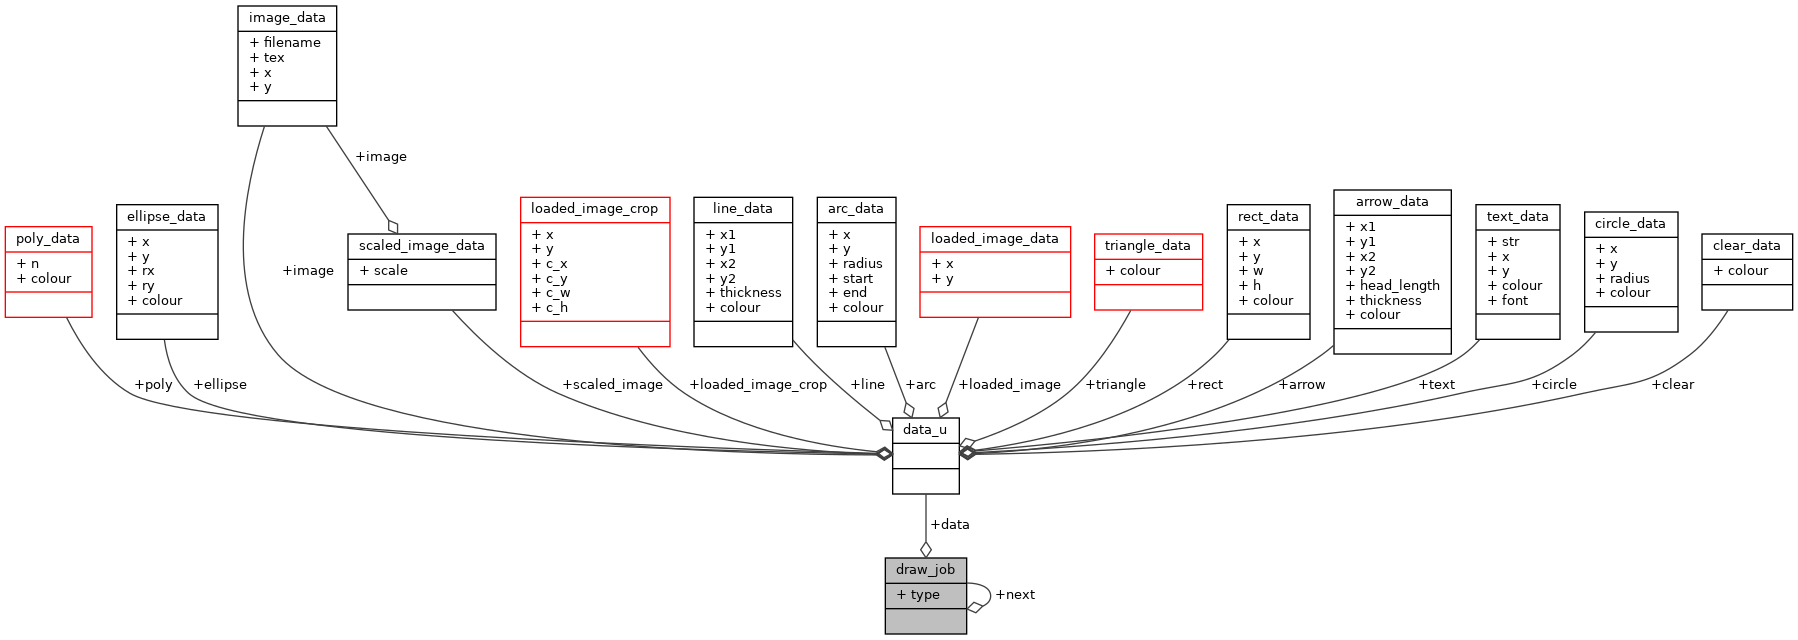 image_data
+ filename
+ tex
+ x
+ y
+image
poly_data
+ n
+ colour
ellipse_data
+ x
+ y
+ rx
+ ry
+ colour
+image
scaled_image_data
+ scale
loaded_image_crop
+ x
+ y
+ c_x
+ c_y
+ c_w
+ c_h
line_data
+ x1
+ y1
+ x2
+ y2
+ thickness
+ colour
arc_data
+ x
+ y
+ radius
+ start
+ end
+ colour
loaded_image_data
+ x
+ y
triangle_data
+ colour
rect_data
+ x
+ y
+ w
+ h
+ colour
arrow_data
+ x1
+ y1
+ x2
+ y2
+ head_length
+ thickness
+ colour
text_data
+ str
+ x
+ y
+ colour
+ font
circle_data
+ x
+ y
+ radius
+ colour
clear_data
+ colour
+poly
+ellipse
+scaled_image
+loaded_image_crop
+line
+arc
+loaded_image
+triangle
+rect
+arrow
+text
+circle
+clear
data_u
+data
draw_job
+ type
+next